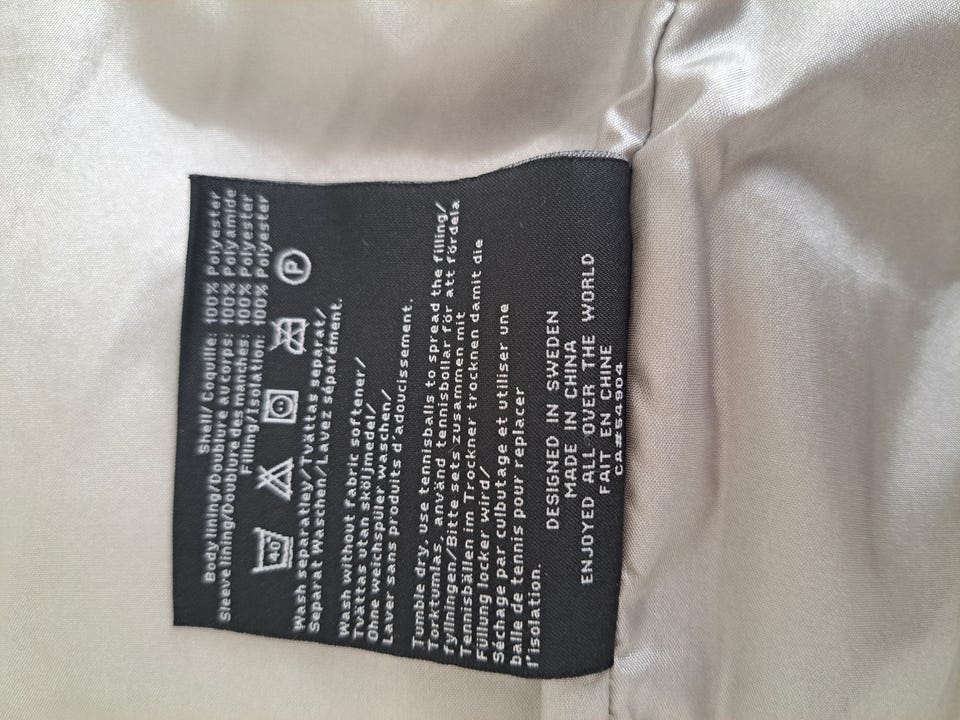 Shell/ Coquille: 100% Polyester
Body lining/Doublure au corps: 100% Polyamide
Sleeve lining/Doublure des manches: 100% Polyester
Filling/Isolation: 100% Polyester
40
P
Wash separatley/Tvättas separat/
Separat Waschen/Lavez séparément.
Wash without fabric softener/
Tvättas utan sköljmedel/
Ohne weichspüler waschen/
Laver sans produits d'adoucissement.
Tumble dry, use tennisballs to spread the filling/
Torktumlas, använd tennisbollar för att fördela
fyllningen/Bitte sets zusammen mit
Tennisbällen im Trockner trocknen damit die
Füllung locker wird/
Séchage par culbutage et utiliser une
balle de tennis pour replacer
l'isolation.
DESIGNED IN SWEDEN
MADE IN CHINA
ENJOYED ALL OVER THE WORLD
FAIT EN CHINE
CA#54904